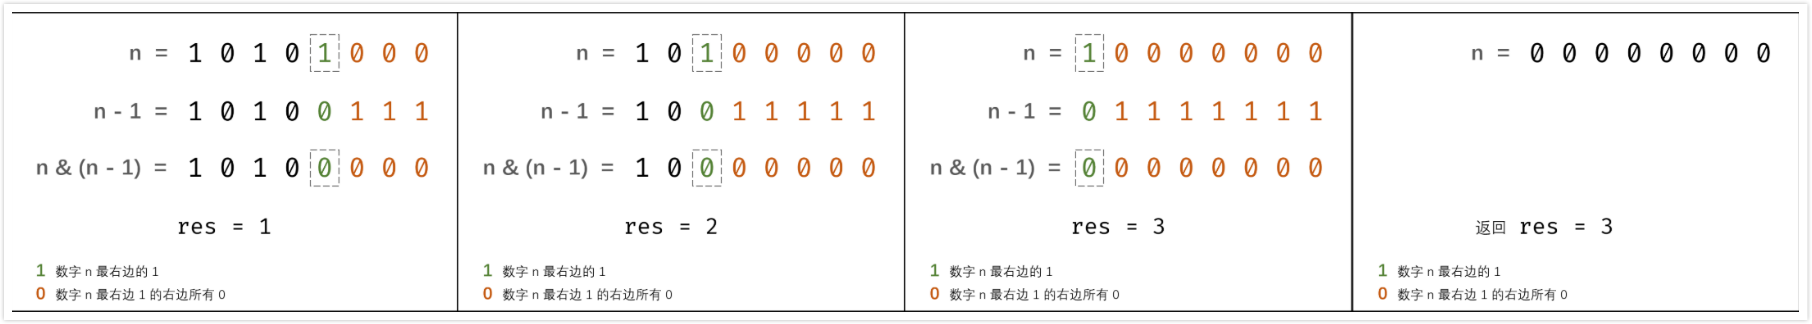 n = 1 0 1 0 1 0 0 0
n - 1 = 1 0 1 0 0 1 1 1
n & (n - 1) = 1 0 1 0 0 0 0 0
res = 1
1 数字 n 最右边的 1
0 数字 n 最右边 1 的右边所有 0
n = 1 0 1 0 0 0 0 0
n - 1 = 1 0 0 1 1 1 1 1
n & (n - 1) = 1 0 0 0 0 0 0 0
res = 2
1 数字 n 最右边的 1
0 数字 n 最右边 1 的右边所有 0
n = 1 0 0 0 0 0 0 0
n - 1 = 0 1 1 1 1 1 1 1
n & (n - 1) = 0 0 0 0 0 0 0 0
res = 3
1 数字 n 最右边的 1
0 数字 n 最右边 1 的右边所有 0
n = 0 0 0 0 0 0 0 0
返回 res = 3
1 数字 n 最右边的 1
0 数字 n 最右边 1 的右边所有 0